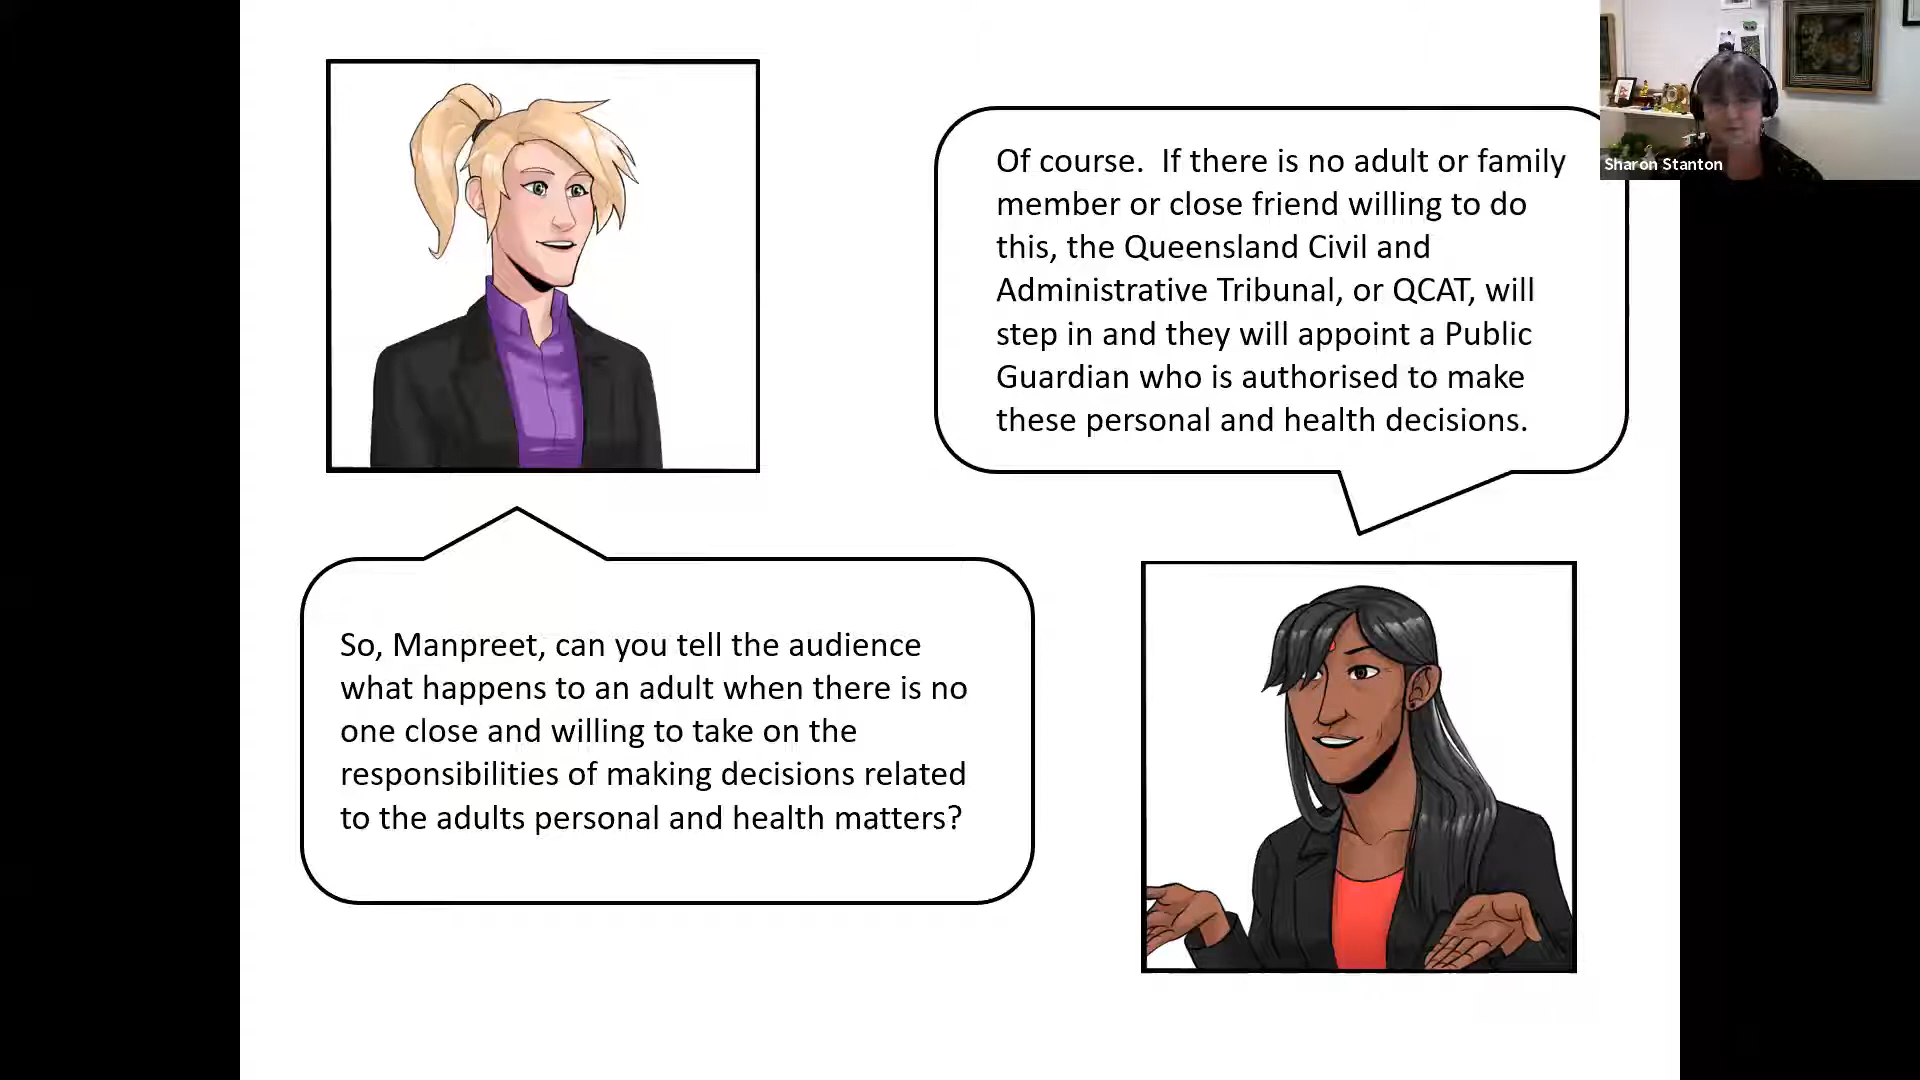 So, Manpreet, can you tell the audience
what happens to an adult when there is no
one close and willing to take on the
responsibilities of making decisions related
to the adults personal and health matters?
Of course.  If there is no adult or family
member or close friend willing to do
this, the Queensland Civil and
Administrative Tribunal, or QCAT, will
step in and they will appoint a Public
Guardian who is authorised to make
these personal and health decisions.
Sharon Stanton